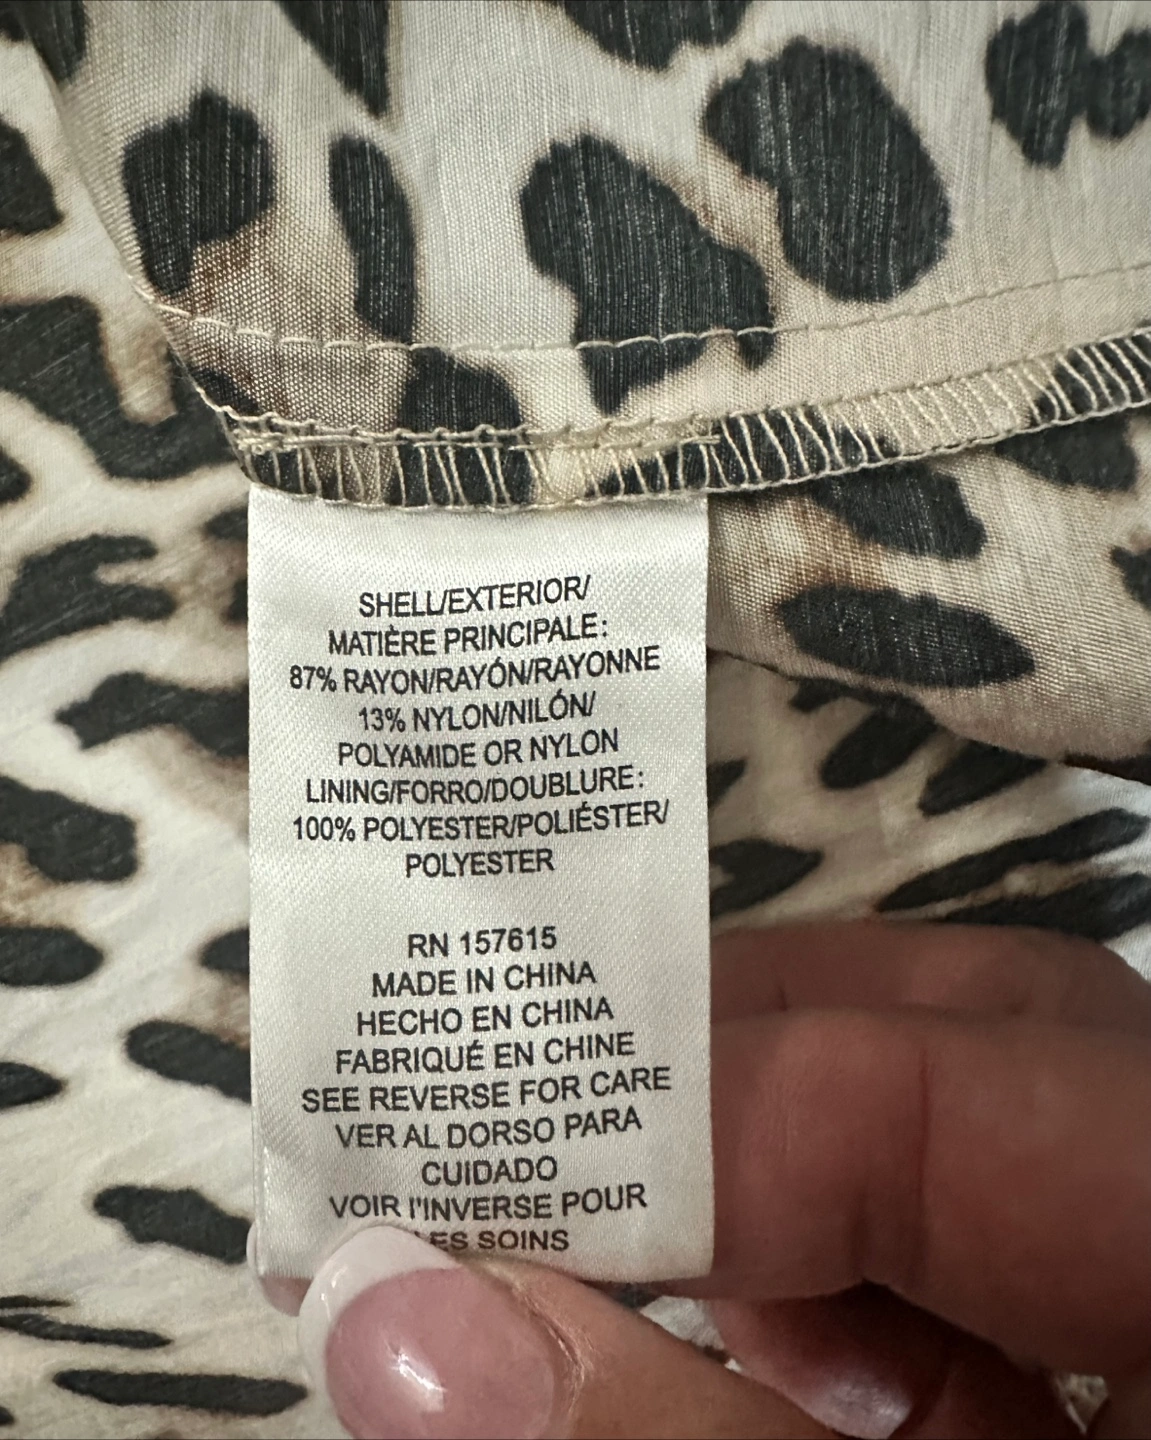 SHELL/EXTERIOR/
MATIÈRE PRINCIPALE:
87% RAYON/RAYÓN/RAYONNE
13% NYLON/NILÓN/
POLYAMIDE OR NYLON
LINING/FORRO/DOUBLURE:
100% POLYESTER/POLIÉSTER/
POLYESTER
RN 157615
MADE IN CHINA
HECHO EN CHINA
FABRIQUÉ EN CHINE
SEE REVERSE FOR CARE
VER AL DORSO PARA
CUIDADO
VOIR l'INVERSE POUR
LES SOINS